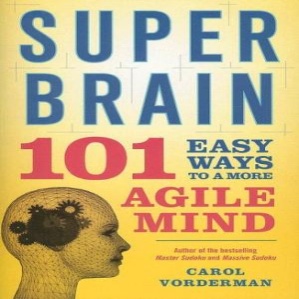 SUPER
BRAIN
101 EASY
WAYS
TO A MORE
AGILE
MIND
Author of the bestselling
Master Sudoku and Massive Sudoku
CAROL
VORDERMAN